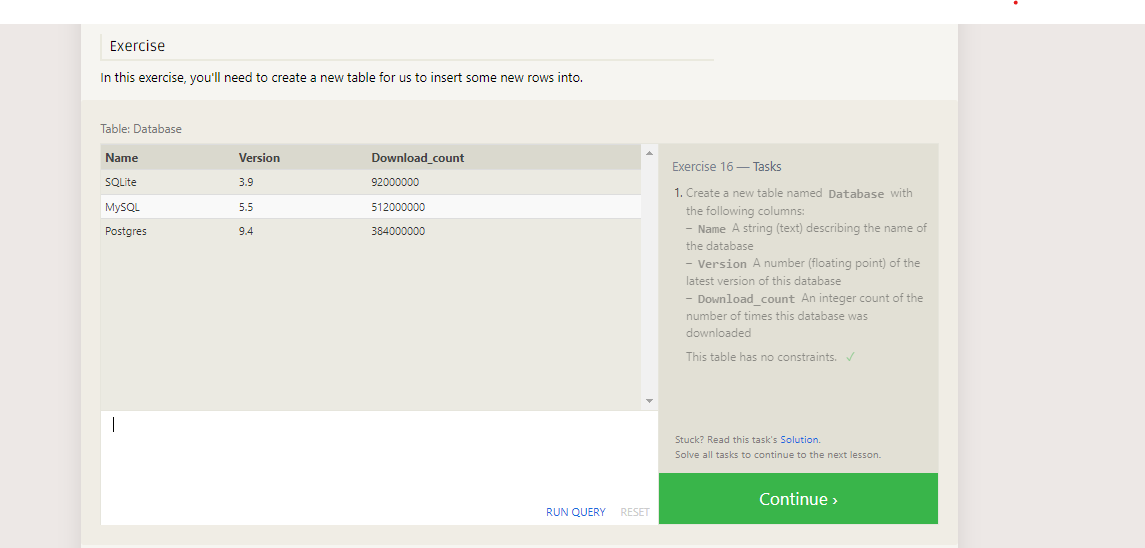 Exercise
In this exercise, you'll need to create a new table for us to insert some new rows into.
Table: Database
Name Version Download_count
SQLite 3.9 92000000
MySQL 5.5 512000000
Postgres 9.4 384000000
Exercise 16 — Tasks
1. Create a new table named Database with
the following columns:
– Name A string (text) describing the name of
the database
– Version A number (floating point) of the
latest version of this database
– Download_count An integer count of the
number of times this database was
downloaded
This table has no constraints. ✓
Stuck? Read this task's Solution.
Solve all tasks to continue to the next lesson.
RUN QUERY RESET
Continue ›